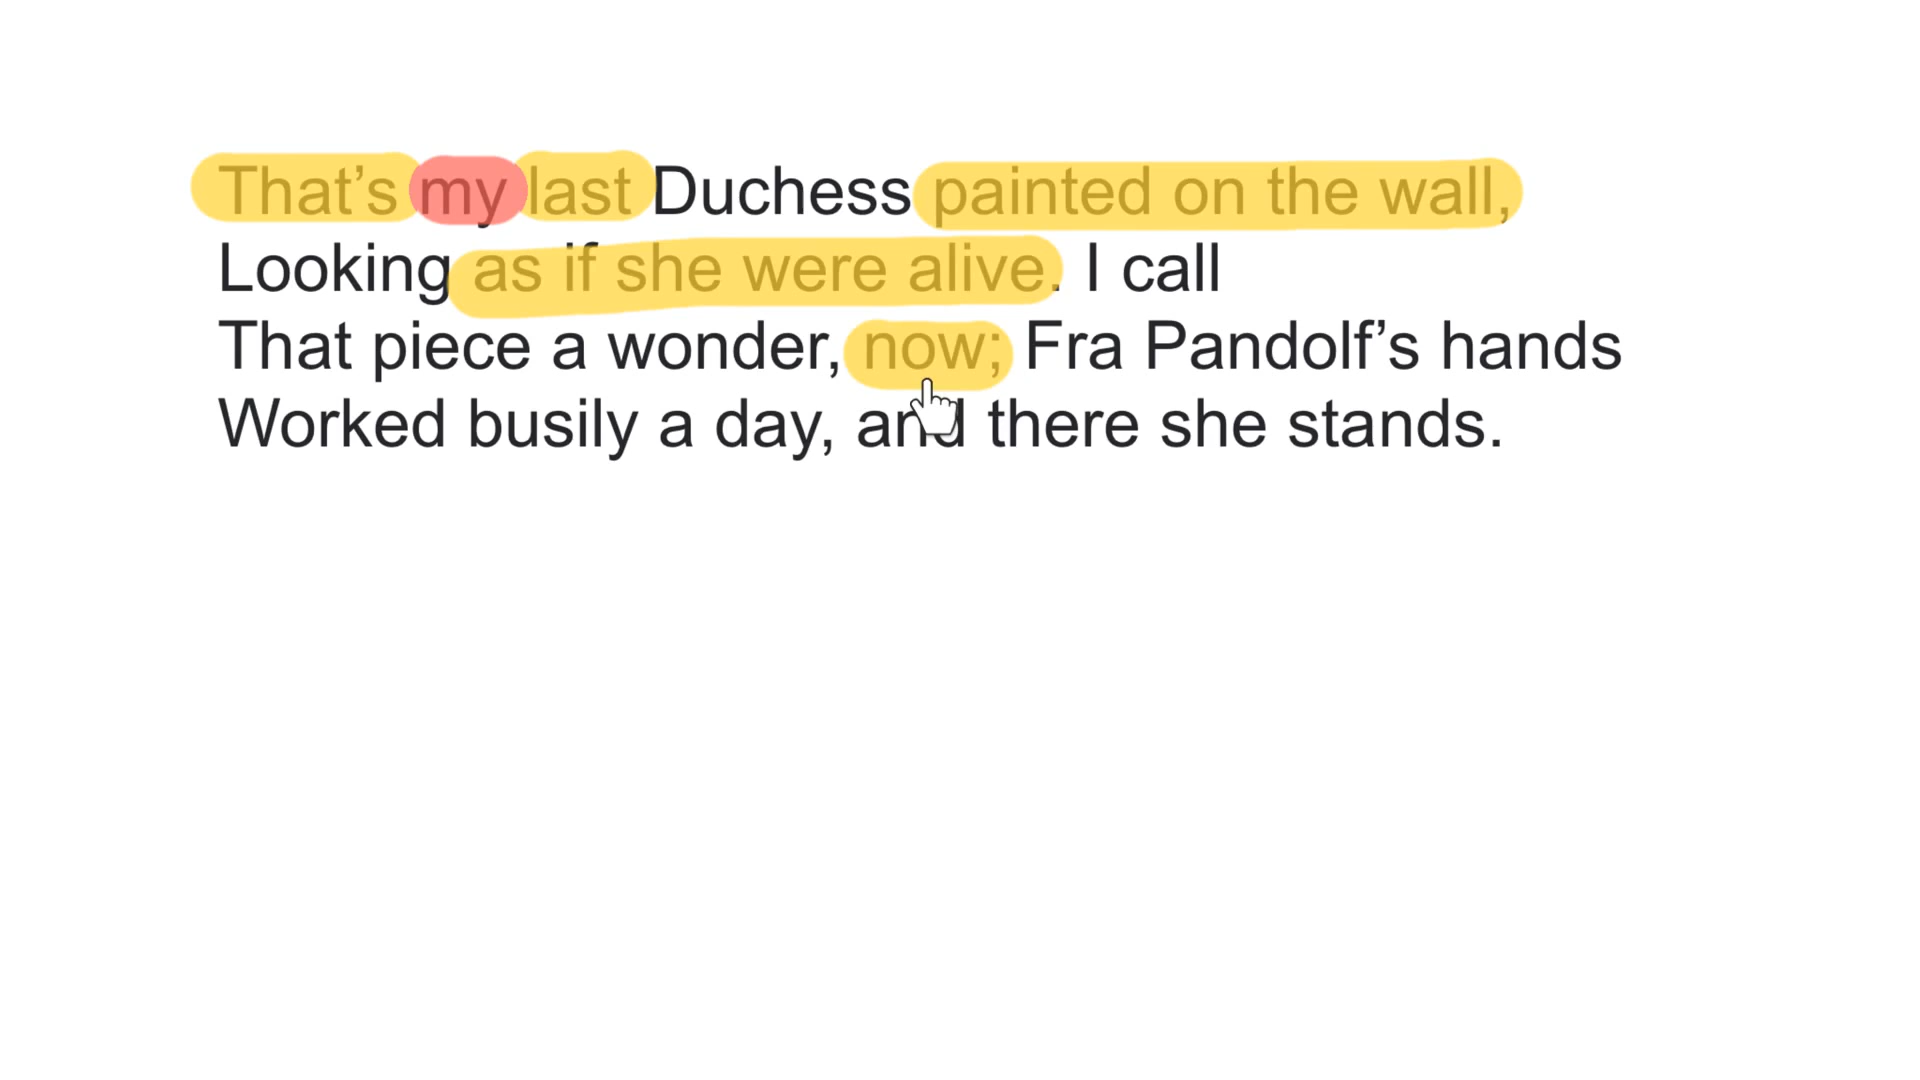 That’s my last Duchess painted on the wall,
Looking as if she were alive. I call
That piece a wonder, now; Fra Pandolf’s hands
Worked busily a day, and there she stands.